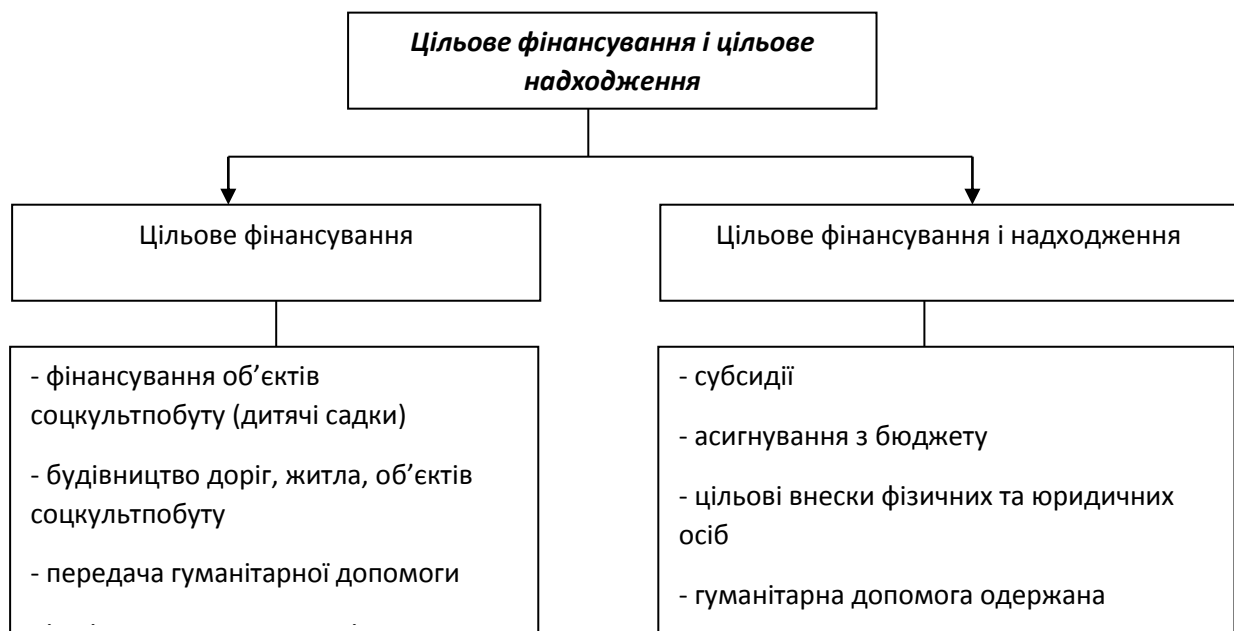 Цільове фінансування і цільове
надходження
Цільове фінансування
Цільове фінансування і надходження
- фінансування об’єктів
соцкультпобуту (дитячі садки)
- будівництво доріг, житла, об’єктів
соцкультпобуту
- передача гуманітарної допомоги
- субсидії
- асигнування з бюджету
- цільові внески фізичних та юридичних
осіб
- гуманітарна допомога одержана